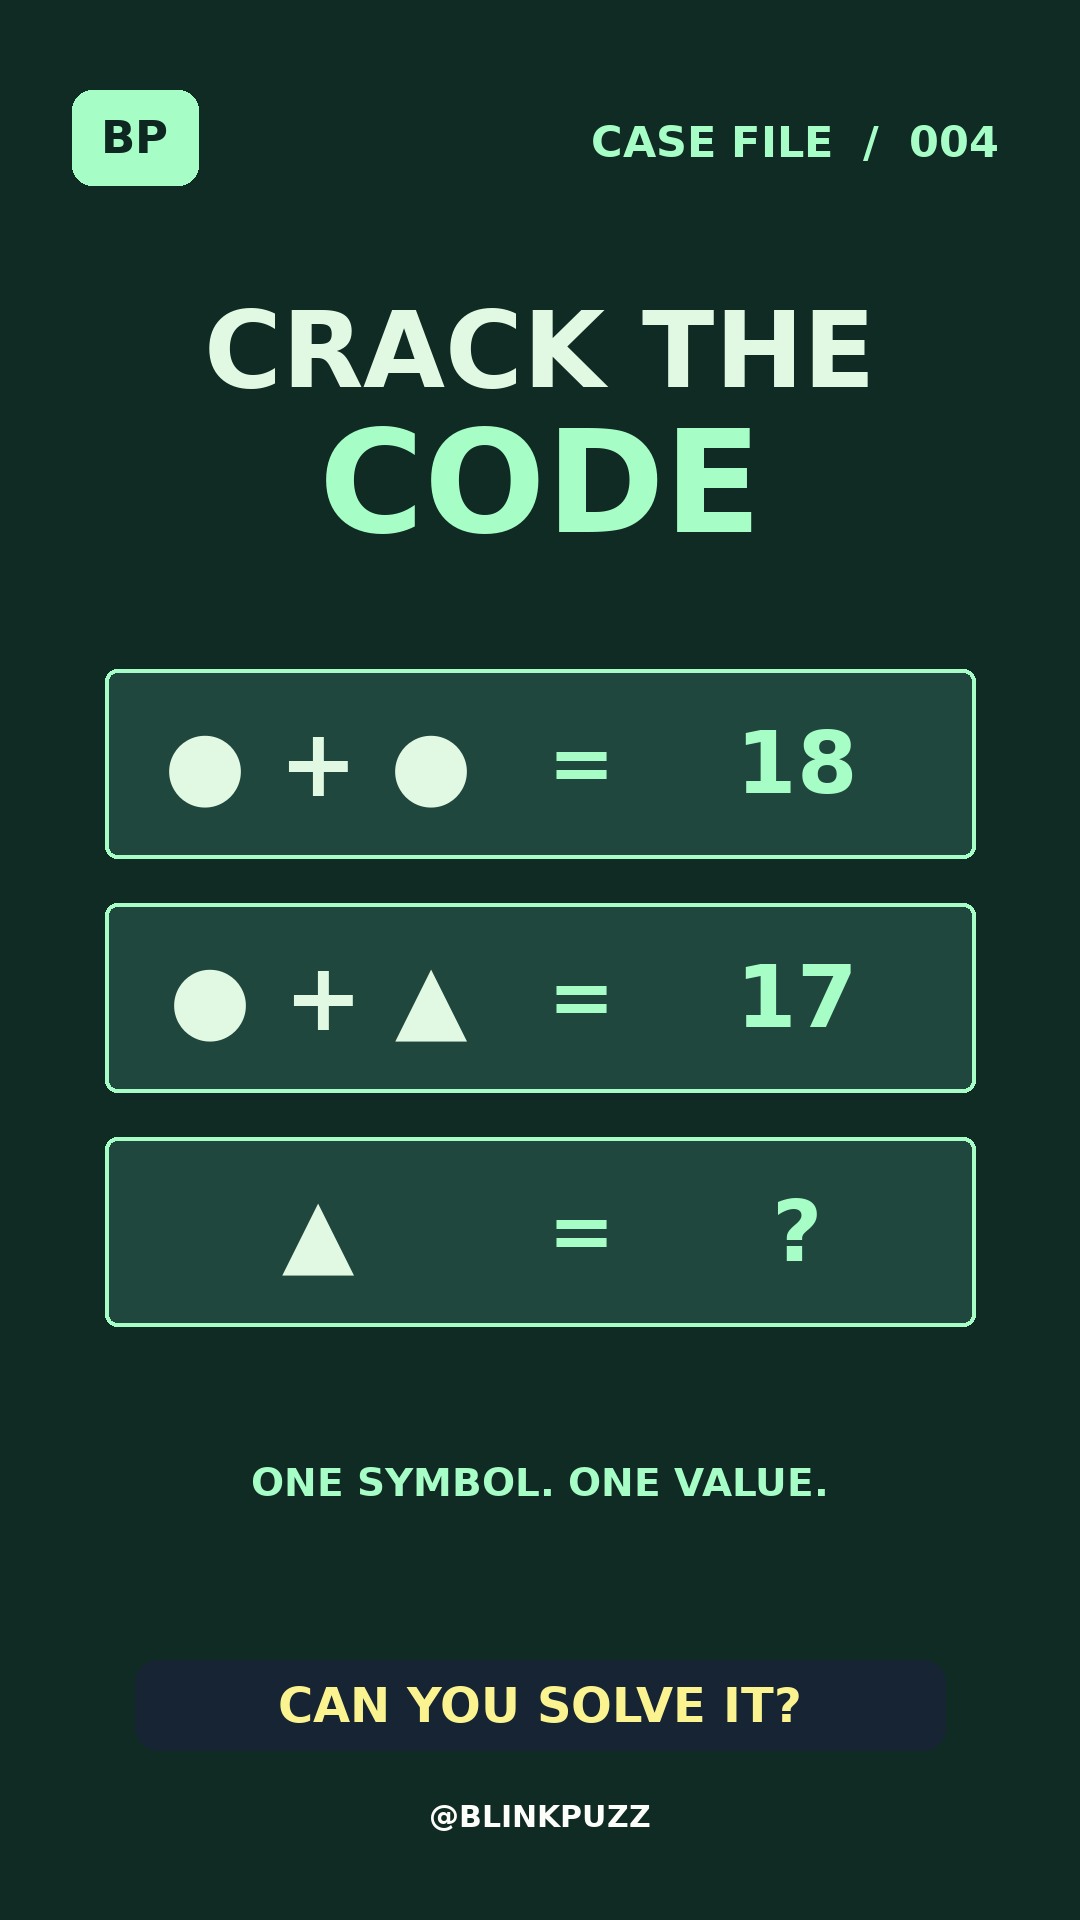 BP
CASE FILE / 004
CRACK THE
CODE
● + ● = 18
● + ▲ = 17
▲ = ?
ONE SYMBOL. ONE VALUE.
CAN YOU SOLVE IT?
@BLINKPUZZ